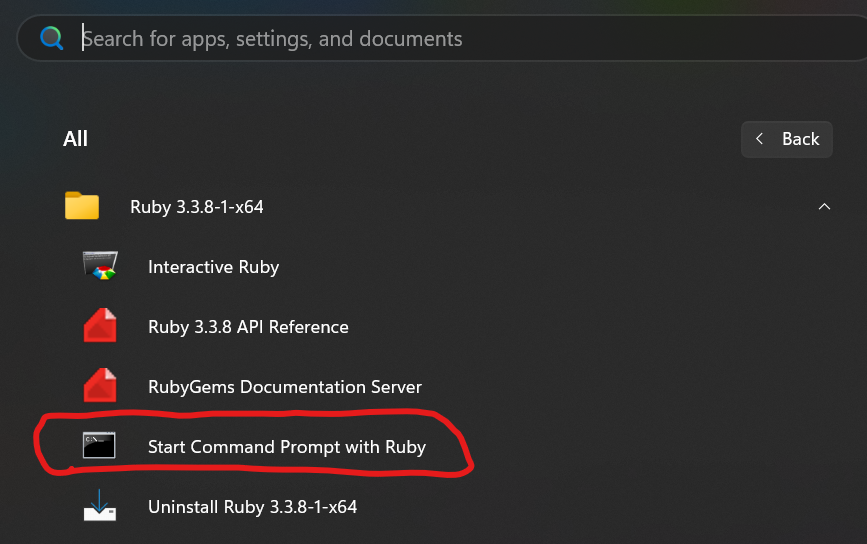 Search for apps, settings, and documents
All
Back
Ruby 3.3.8-1-x64
Interactive Ruby
Ruby 3.3.8 API Reference
RubyGems Documentation Server
Start Command Prompt with Ruby
Uninstall Ruby 3.3.8-1-x64